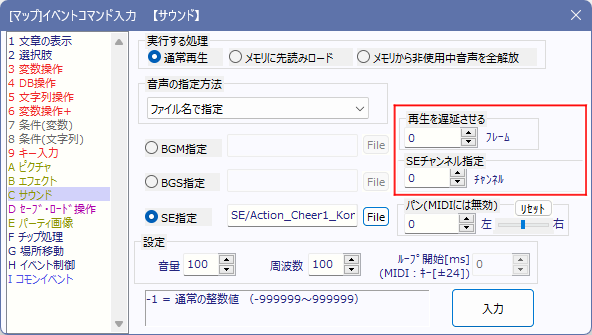 [マップ]イベントコマンド入力　【サウンド】
1 文章の表示
2 選択肢
3 変数操作
4 DB操作
5 文字列操作
6 変数操作+
7 条件(変数)
8 条件(文字列)
9 キー入力
A ピクチャ
B エフェクト
C サウンド
D セーブ・ロード操作
E パーティ画像
F チップ処理
G 場所移動
H イベント制御
I コモンイベント
実行する処理
通常再生
メモリに先読みロード
メモリから非使用中音声を全解放
音声の指定方法
ファイル名で指定
BGM指定
File
BGS指定
File
SE指定
SE/Action_Cheer1_Kor
File
再生を遅延させる
0
フレーム
SEチャンネル指定
0
チャンネル
パン(MIDIには無効)
リセット
0
左
右
設定
音量
100
周波数
100
ループ開始[ms]
(MIDI：キー[±24])
0
-1 = 通常の整数値　(-999999～999999)
入力